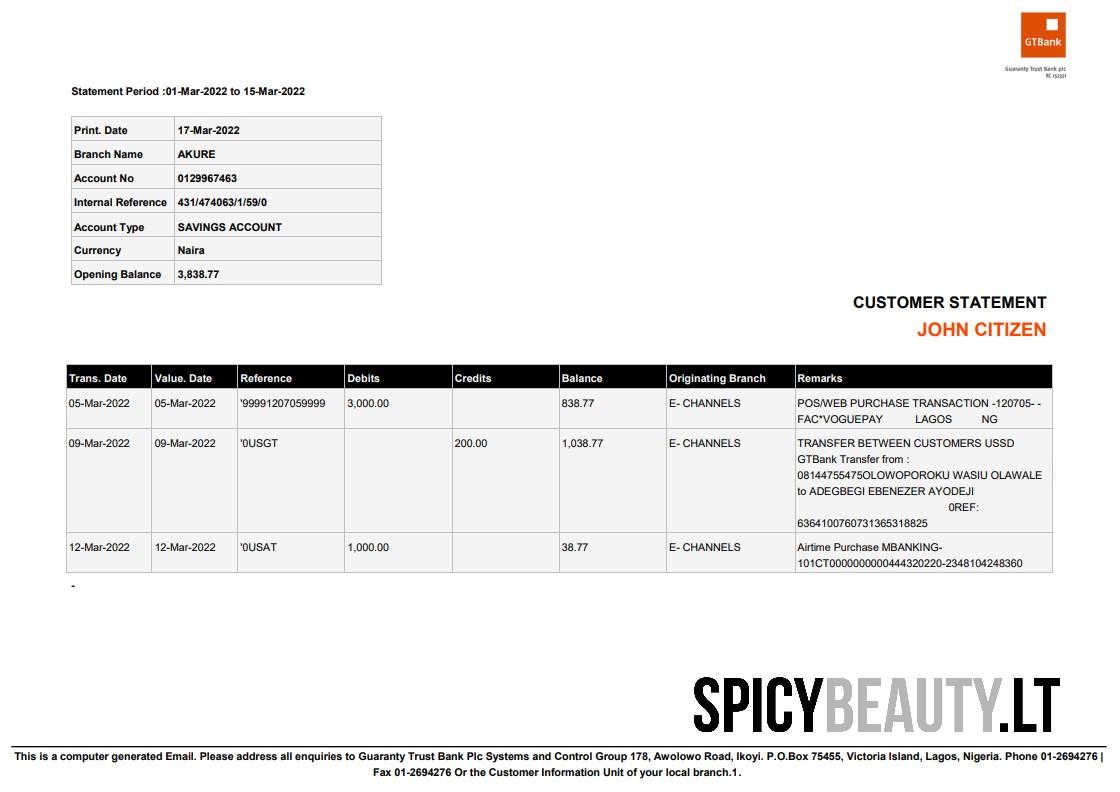 GTBank
Guaranty Trust Bank plc
RC 152321
Statement Period :01-Mar-2022 to 15-Mar-2022
Print. Date 17-Mar-2022
Branch Name AKURE
Account No 0129967463
Internal Reference 431/474063/1/59/0
Account Type SAVINGS ACCOUNT
Currency Naira
Opening Balance 3,838.77
CUSTOMER STATEMENT
JOHN CITIZEN
Trans. Date Value. Date Reference Debits Credits Balance Originating Branch Remarks
05-Mar-2022 05-Mar-2022 '99991207059999 3,000.00 838.77 E- CHANNELS POS/WEB PURCHASE TRANSACTION -120705- -
FAC*VOGUEPAY LAGOS NG
09-Mar-2022 09-Mar-2022 '0USGT 200.00 1,038.77 E- CHANNELS TRANSFER BETWEEN CUSTOMERS USSD
GTBank Transfer from :
08144755475OLOWOPOROKU WASIU OLAWALE
to ADEGBEGI EBENEZER AYODEJI
0REF:
6364100760731365318825
12-Mar-2022 12-Mar-2022 '0USAT 1,000.00 38.77 E- CHANNELS Airtime Purchase MBANKING-
101CT0000000000444320220-2348104248360
-
SPICYBEAUTY.LT
This is a computer generated Email. Please address all enquiries to Guaranty Trust Bank Plc Systems and Control Group 178, Awolowo Road, Ikoyi. P.O.Box 75455, Victoria Island, Lagos, Nigeria. Phone 01-2694276 |
Fax 01-2694276 Or the Customer Information Unit of your local branch.1.